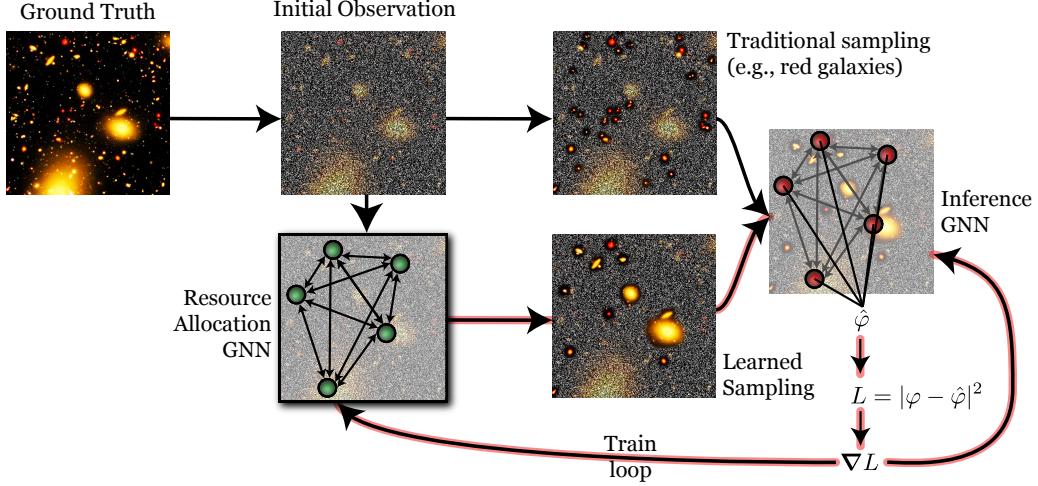 Ground Truth
Initial Observation
Traditional sampling
(e.g., red galaxies)
Inference
GNN
Resource
Allocation
GNN
Learned
Sampling
φ̂
L = |φ − φ̂|²
Train
loop
∇L